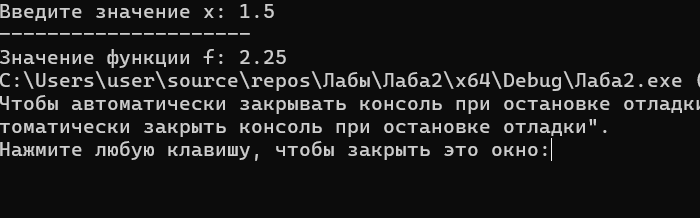 Введите значение x: 1.5
---------------------
Значение функции f: 2.25
C:\Users\user\source\repos\Лабы\Лаба2\x64\Debug\Лаба2.exe (
Чтобы автоматически закрывать консоль при остановке отладки
томатически закрыть консоль при остановке отладки".
Нажмите любую клавишу, чтобы закрыть это окно: